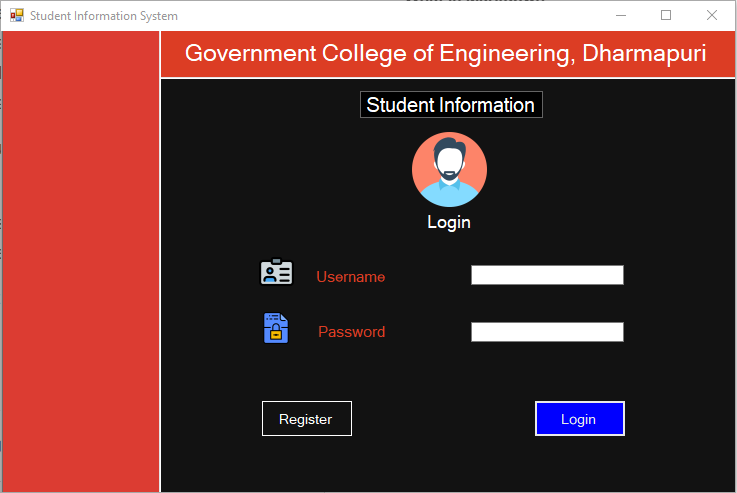 Student Information System
Government College of Engineering, Dharmapuri
Student Information
Login
Username
Password
Register
Login